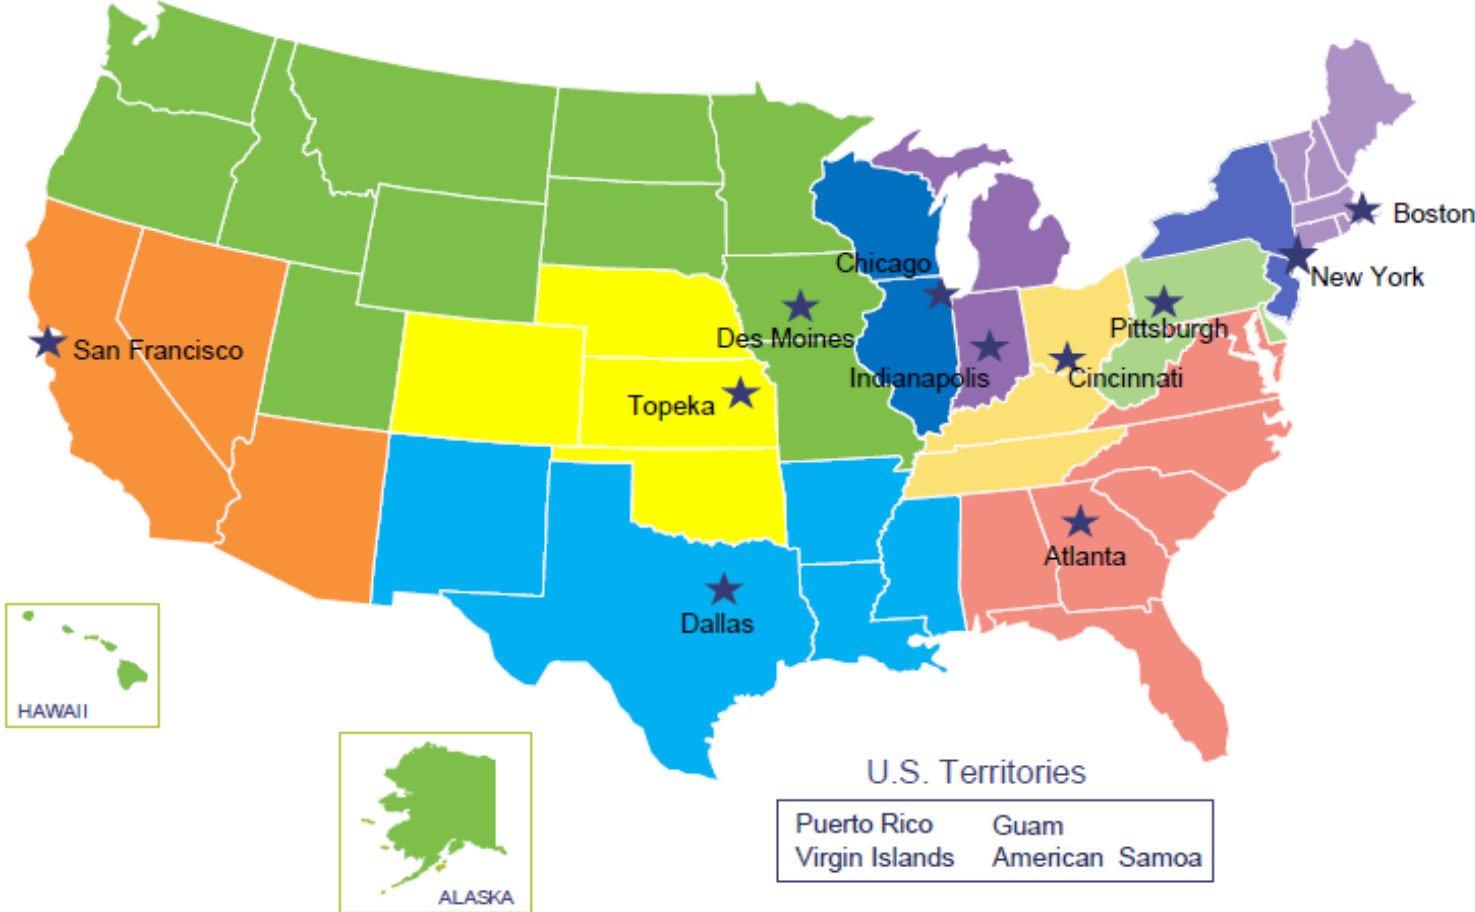 Boston
Chicago
New York
Des Moines
Pittsburgh
San Francisco
Indianapolis
Cincinnati
Topeka
Atlanta
Dallas
HAWAII
U.S. Territories
Puerto Rico Guam
Virgin Islands American Samoa
ALASKA